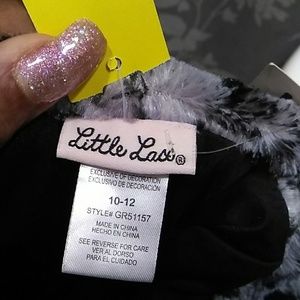 Little Lass®
EXCLUSIVE OF DECORATION
EXCLUSIVO DE DECORACIÓN
10-12
STYLE# GR51157
MADE IN CHINA
HECHO EN CHINA
SEE REVERSE FOR CARE
VER AL DORSO
PARA EL CUIDADO